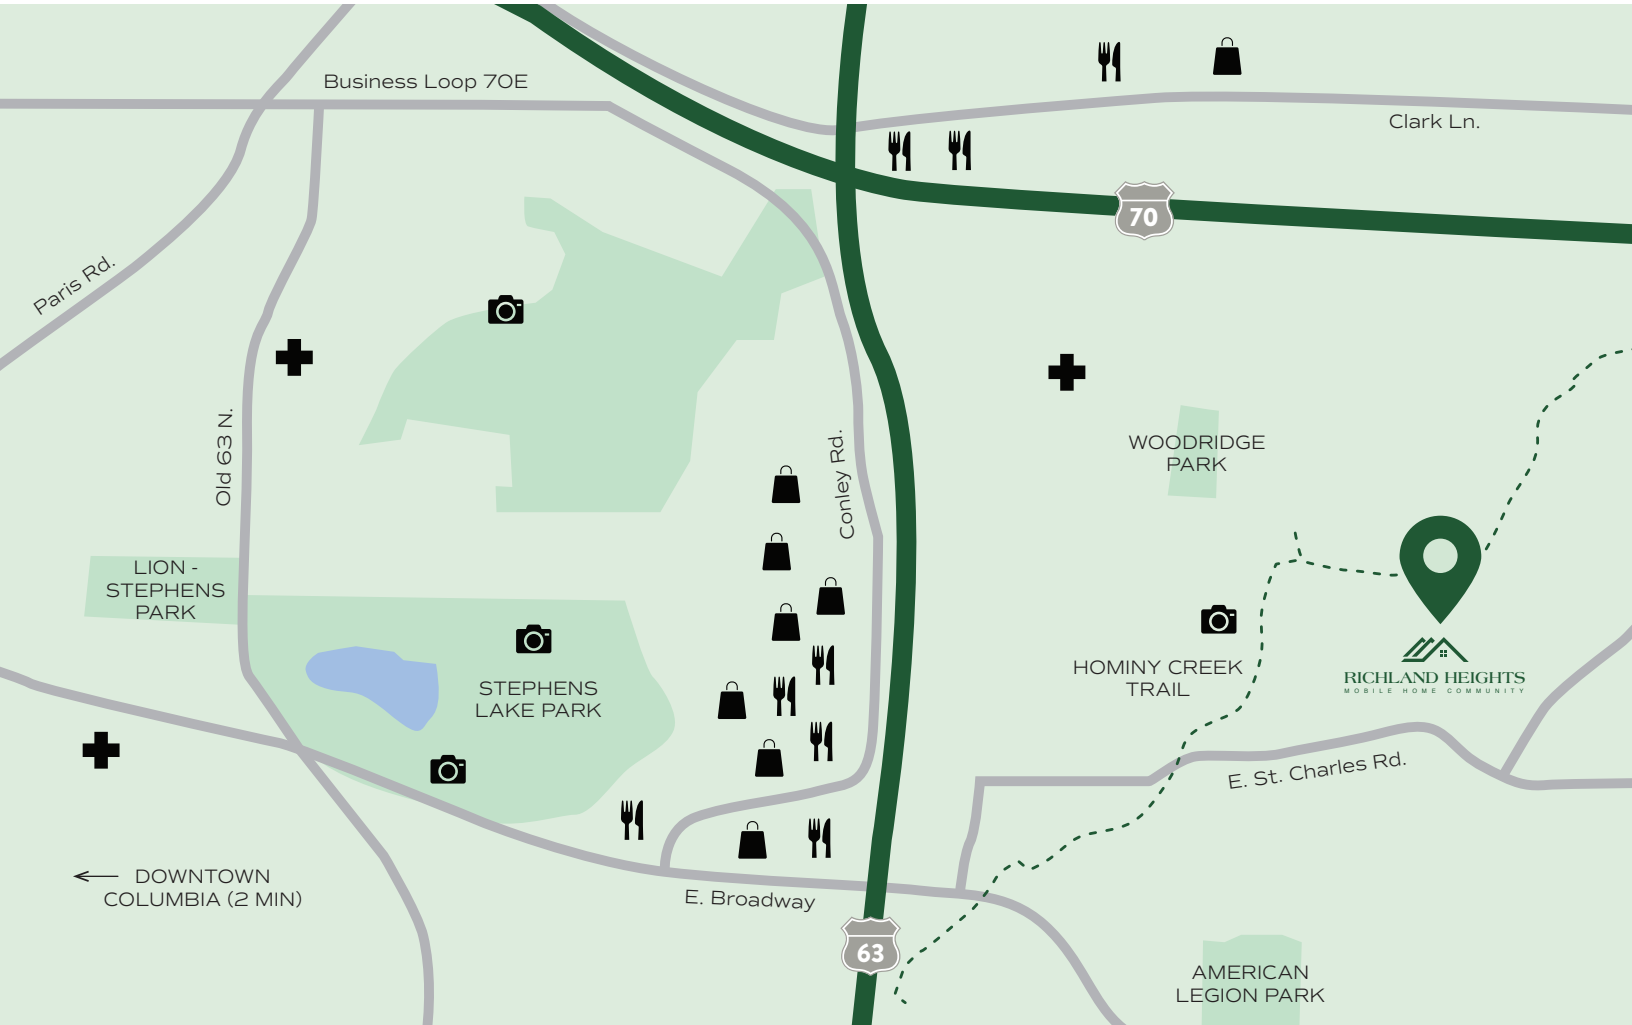 Business Loop 70E
Clark Ln.
70
Paris Rd.
Old 63 N.
Conley Rd.
WOODRIDGE
PARK
LION -
STEPHENS
PARK
STEPHENS
LAKE PARK
HOMINY CREEK
TRAIL
RICHLAND HEIGHTS
MOBILE HOME COMMUNITY
E. St. Charles Rd.
DOWNTOWN
COLUMBIA (2 MIN)
E. Broadway
63
AMERICAN
LEGION PARK